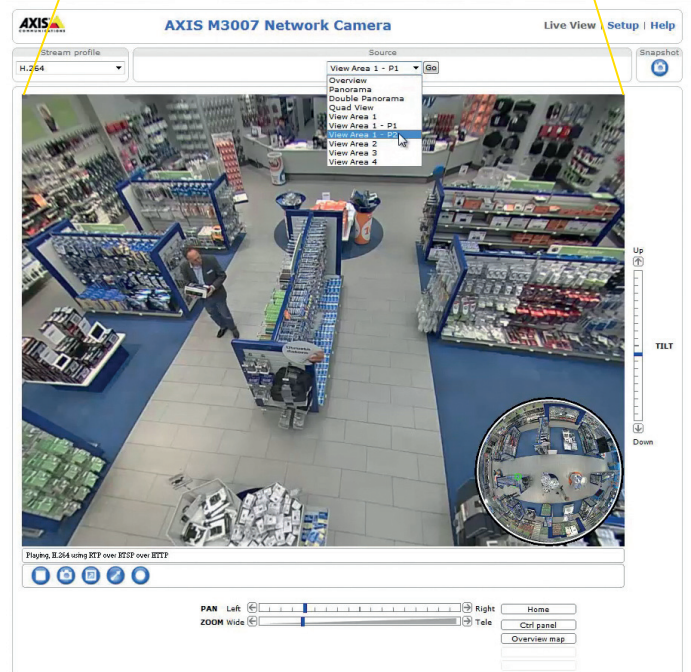 AXIS
COMMUNICATIONS
AXIS M3007 Network Camera
Live View | Setup | Help
Stream profile
Source
Snapshot
H.264
View Area 1 - P1
Go
Overview
Panorama
Double Panorama
Quad View
View Area 1
View Area 1 - P1
View Area 1 - P2
View Area 2
View Area 3
View Area 4
Up
TILT
Down
Playing, H.264 using RTP over RTSP over HTTP
PAN Left Right Home
ZOOM Wide Tele Ctrl panel
Overview map